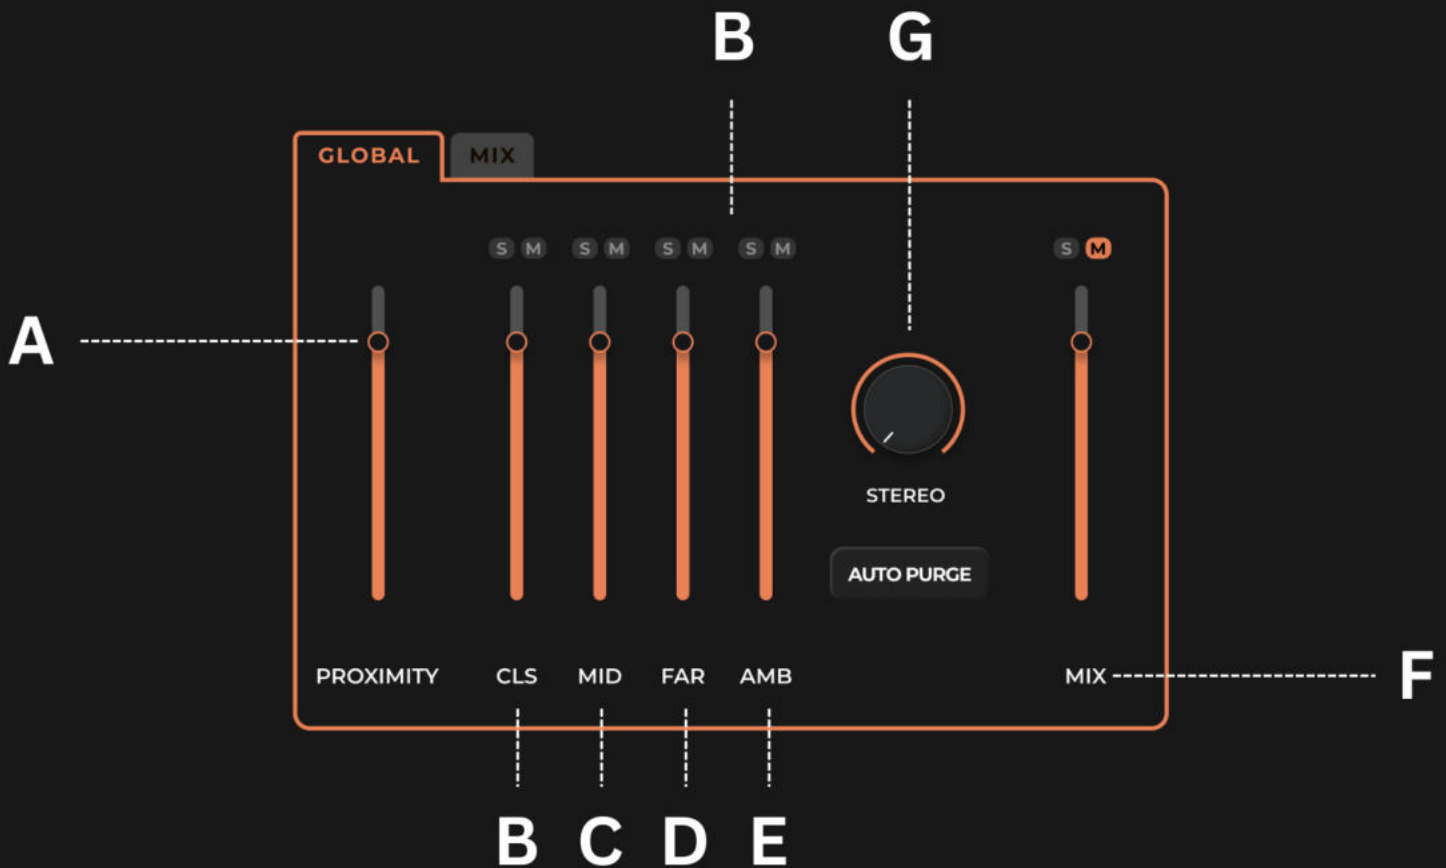 B G
GLOBAL MIX
S M S M S M S M S M
A
STEREO
AUTO PURGE
PROXIMITY CLS MID FAR AMB MIX F
B C D E